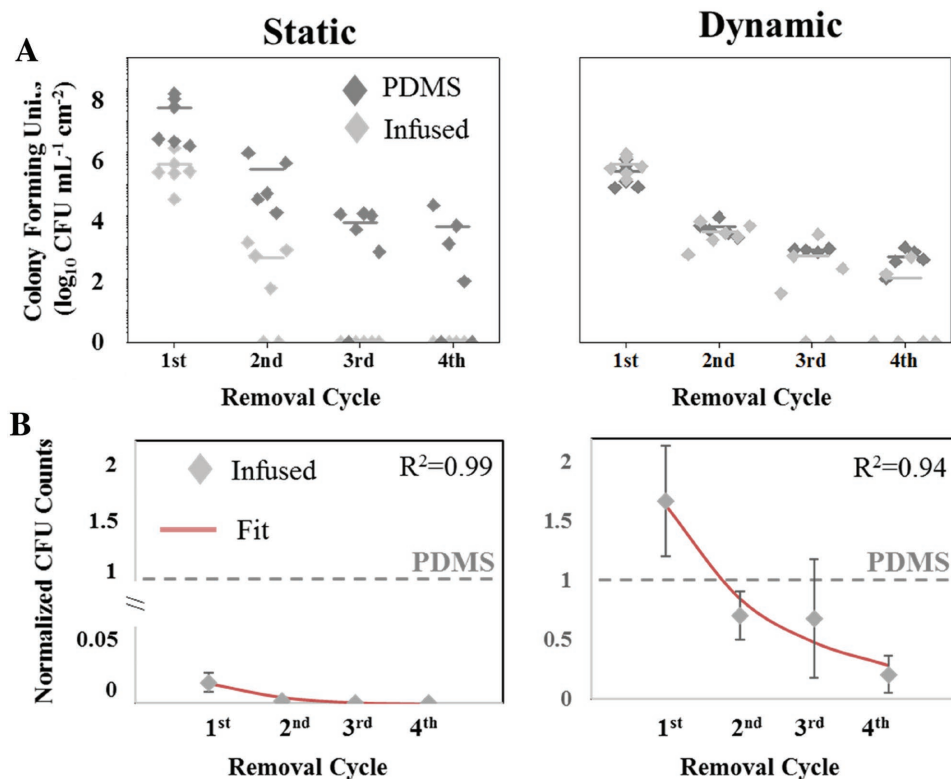 Static
Dynamic
A
Colony Forming Units
(log10 CFU mL-1 cm-2)
8
6
4
2
0
PDMS
Infused
1st 2nd 3rd 4th
Removal Cycle
1st 2nd 3rd 4th
Removal Cycle
B
Normalized CFU Counts
2
1.5
1
0.05
0
Infused
Fit
R2=0.99
PDMS
1st 2nd 3rd 4th
Removal Cycle
2
1.5
1
0.5
0
R2=0.94
PDMS
1st 2nd 3rd 4th
Removal Cycle